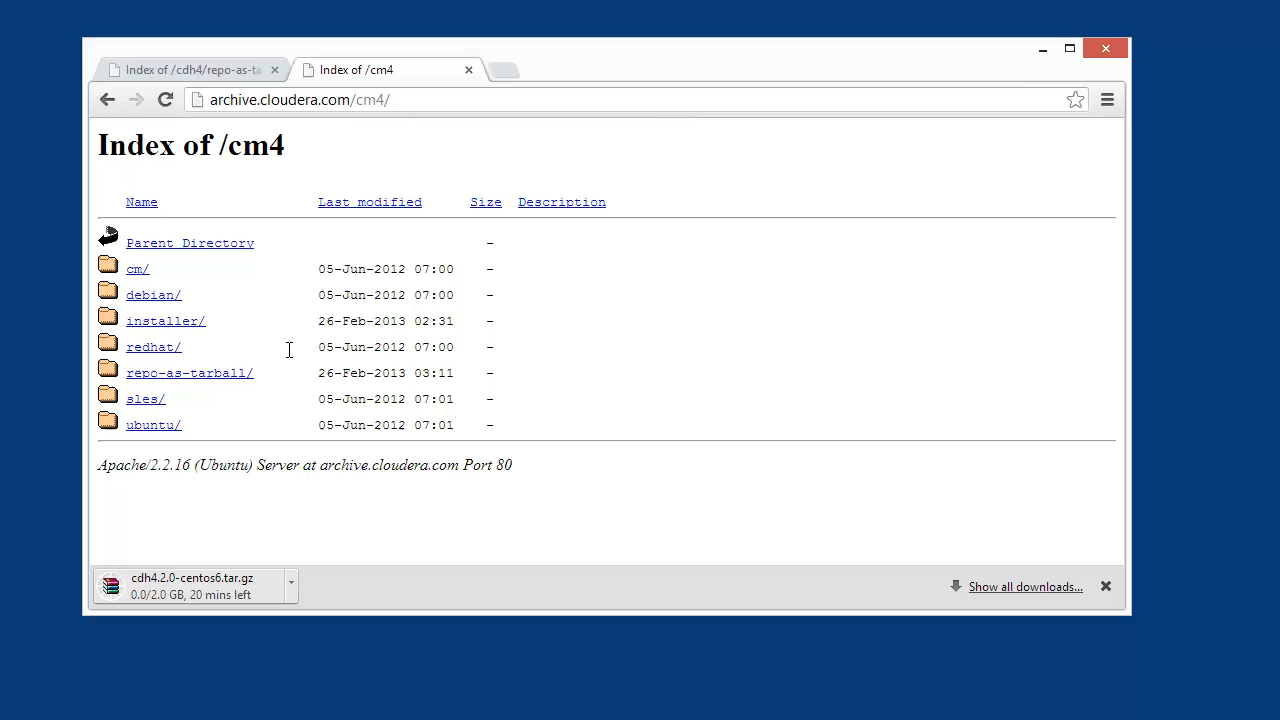 Index of /cdh4/repo-as-ta
Index of /cm4
archive.cloudera.com/cm4/
Index of /cm4
Name Last modified Size Description
Parent Directory -
cm/ 05-Jun-2012 07:00 -
debian/ 05-Jun-2012 07:00 -
installer/ 26-Feb-2013 02:31 -
redhat/ 05-Jun-2012 07:00 -
repo-as-tarball/ 26-Feb-2013 03:11 -
sles/ 05-Jun-2012 07:01 -
ubuntu/ 05-Jun-2012 07:01 -
Apache/2.2.16 (Ubuntu) Server at archive.cloudera.com Port 80
cdh4.2.0-centos6.tar.gz
0.0/2.0 GB, 20 mins left
Show all downloads...